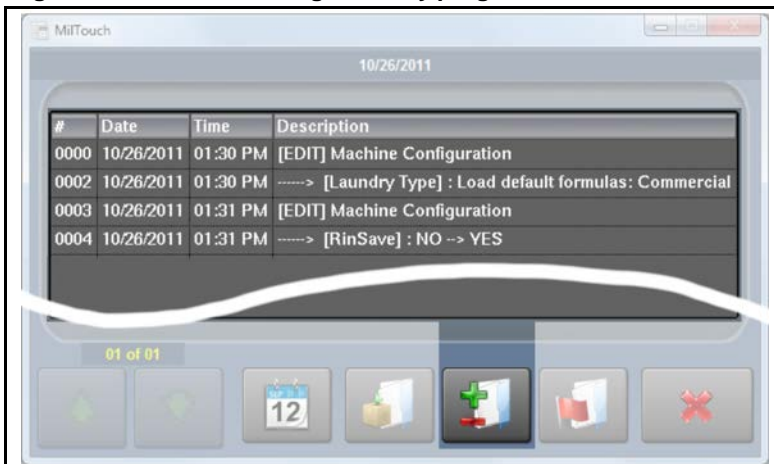 MilTouch
10/26/2011
# Date Time Description
0000 10/26/2011 01:30 PM [EDIT] Machine Configuration
0002 10/26/2011 01:30 PM -----> [Laundry Type] : Load default formulas: Commercial
0003 10/26/2011 01:31 PM [EDIT] Machine Configuration
0004 10/26/2011 01:31 PM -----> [RinSave] : NO --> YES
01 of 01
12